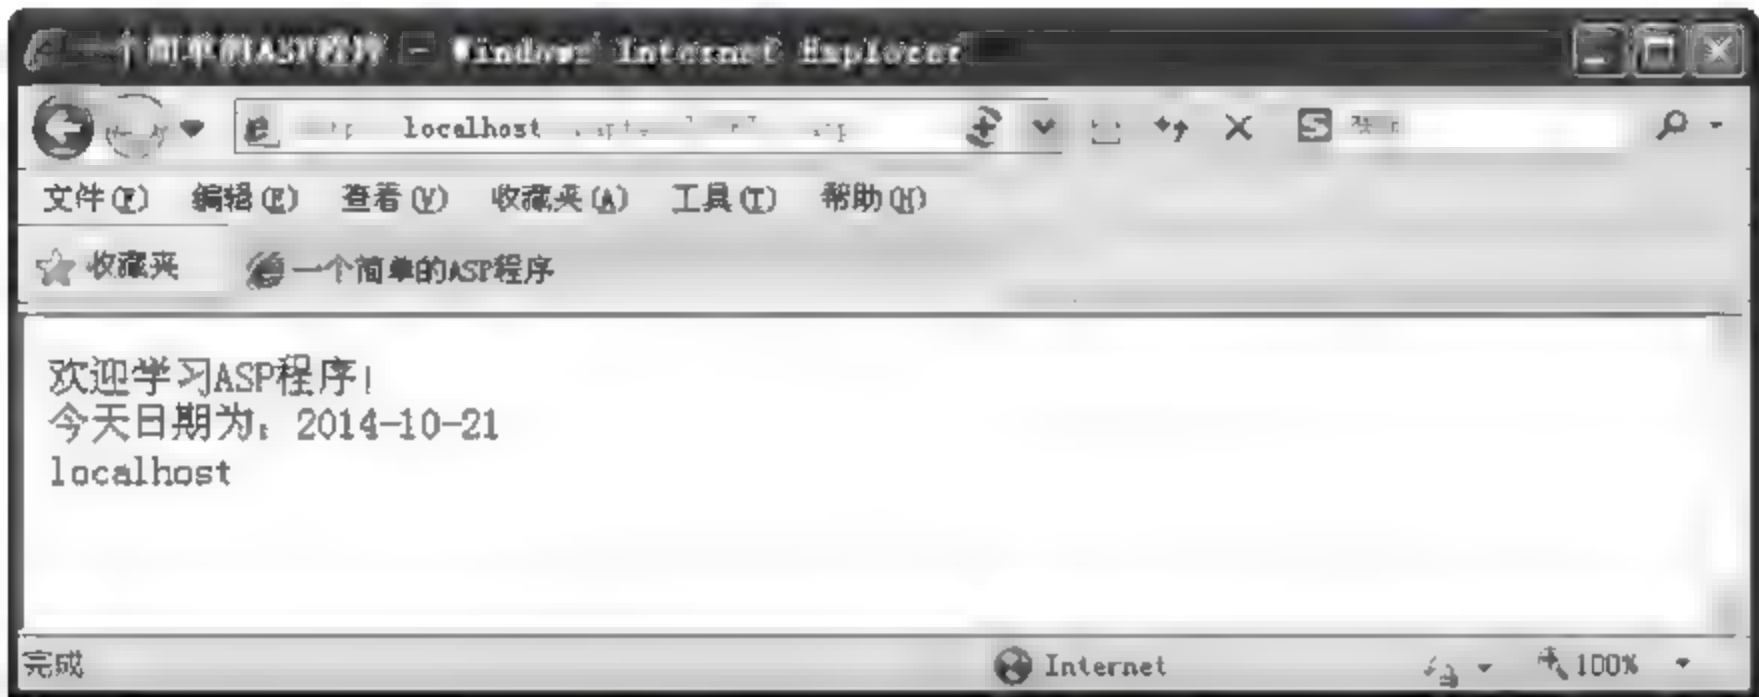 一个简单的ASP程序 - Windows Internet Explorer
localhost
文件(F) 编辑(E) 查看(V) 收藏夹(A) 工具(T) 帮助(H)
收藏夹 一个简单的ASP程序
欢迎学习ASP程序!
今天日期为: 2014-10-21
localhost
完成 Internet 100%